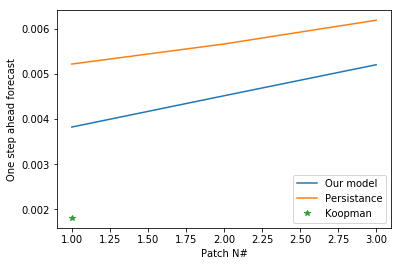 One step ahead forecast
0.006
0.005
0.004
0.003
0.002
Our model
Persistance
Koopman
1.00 1.25 1.50 1.75 2.00 2.25 2.50 2.75 3.00
Patch N#